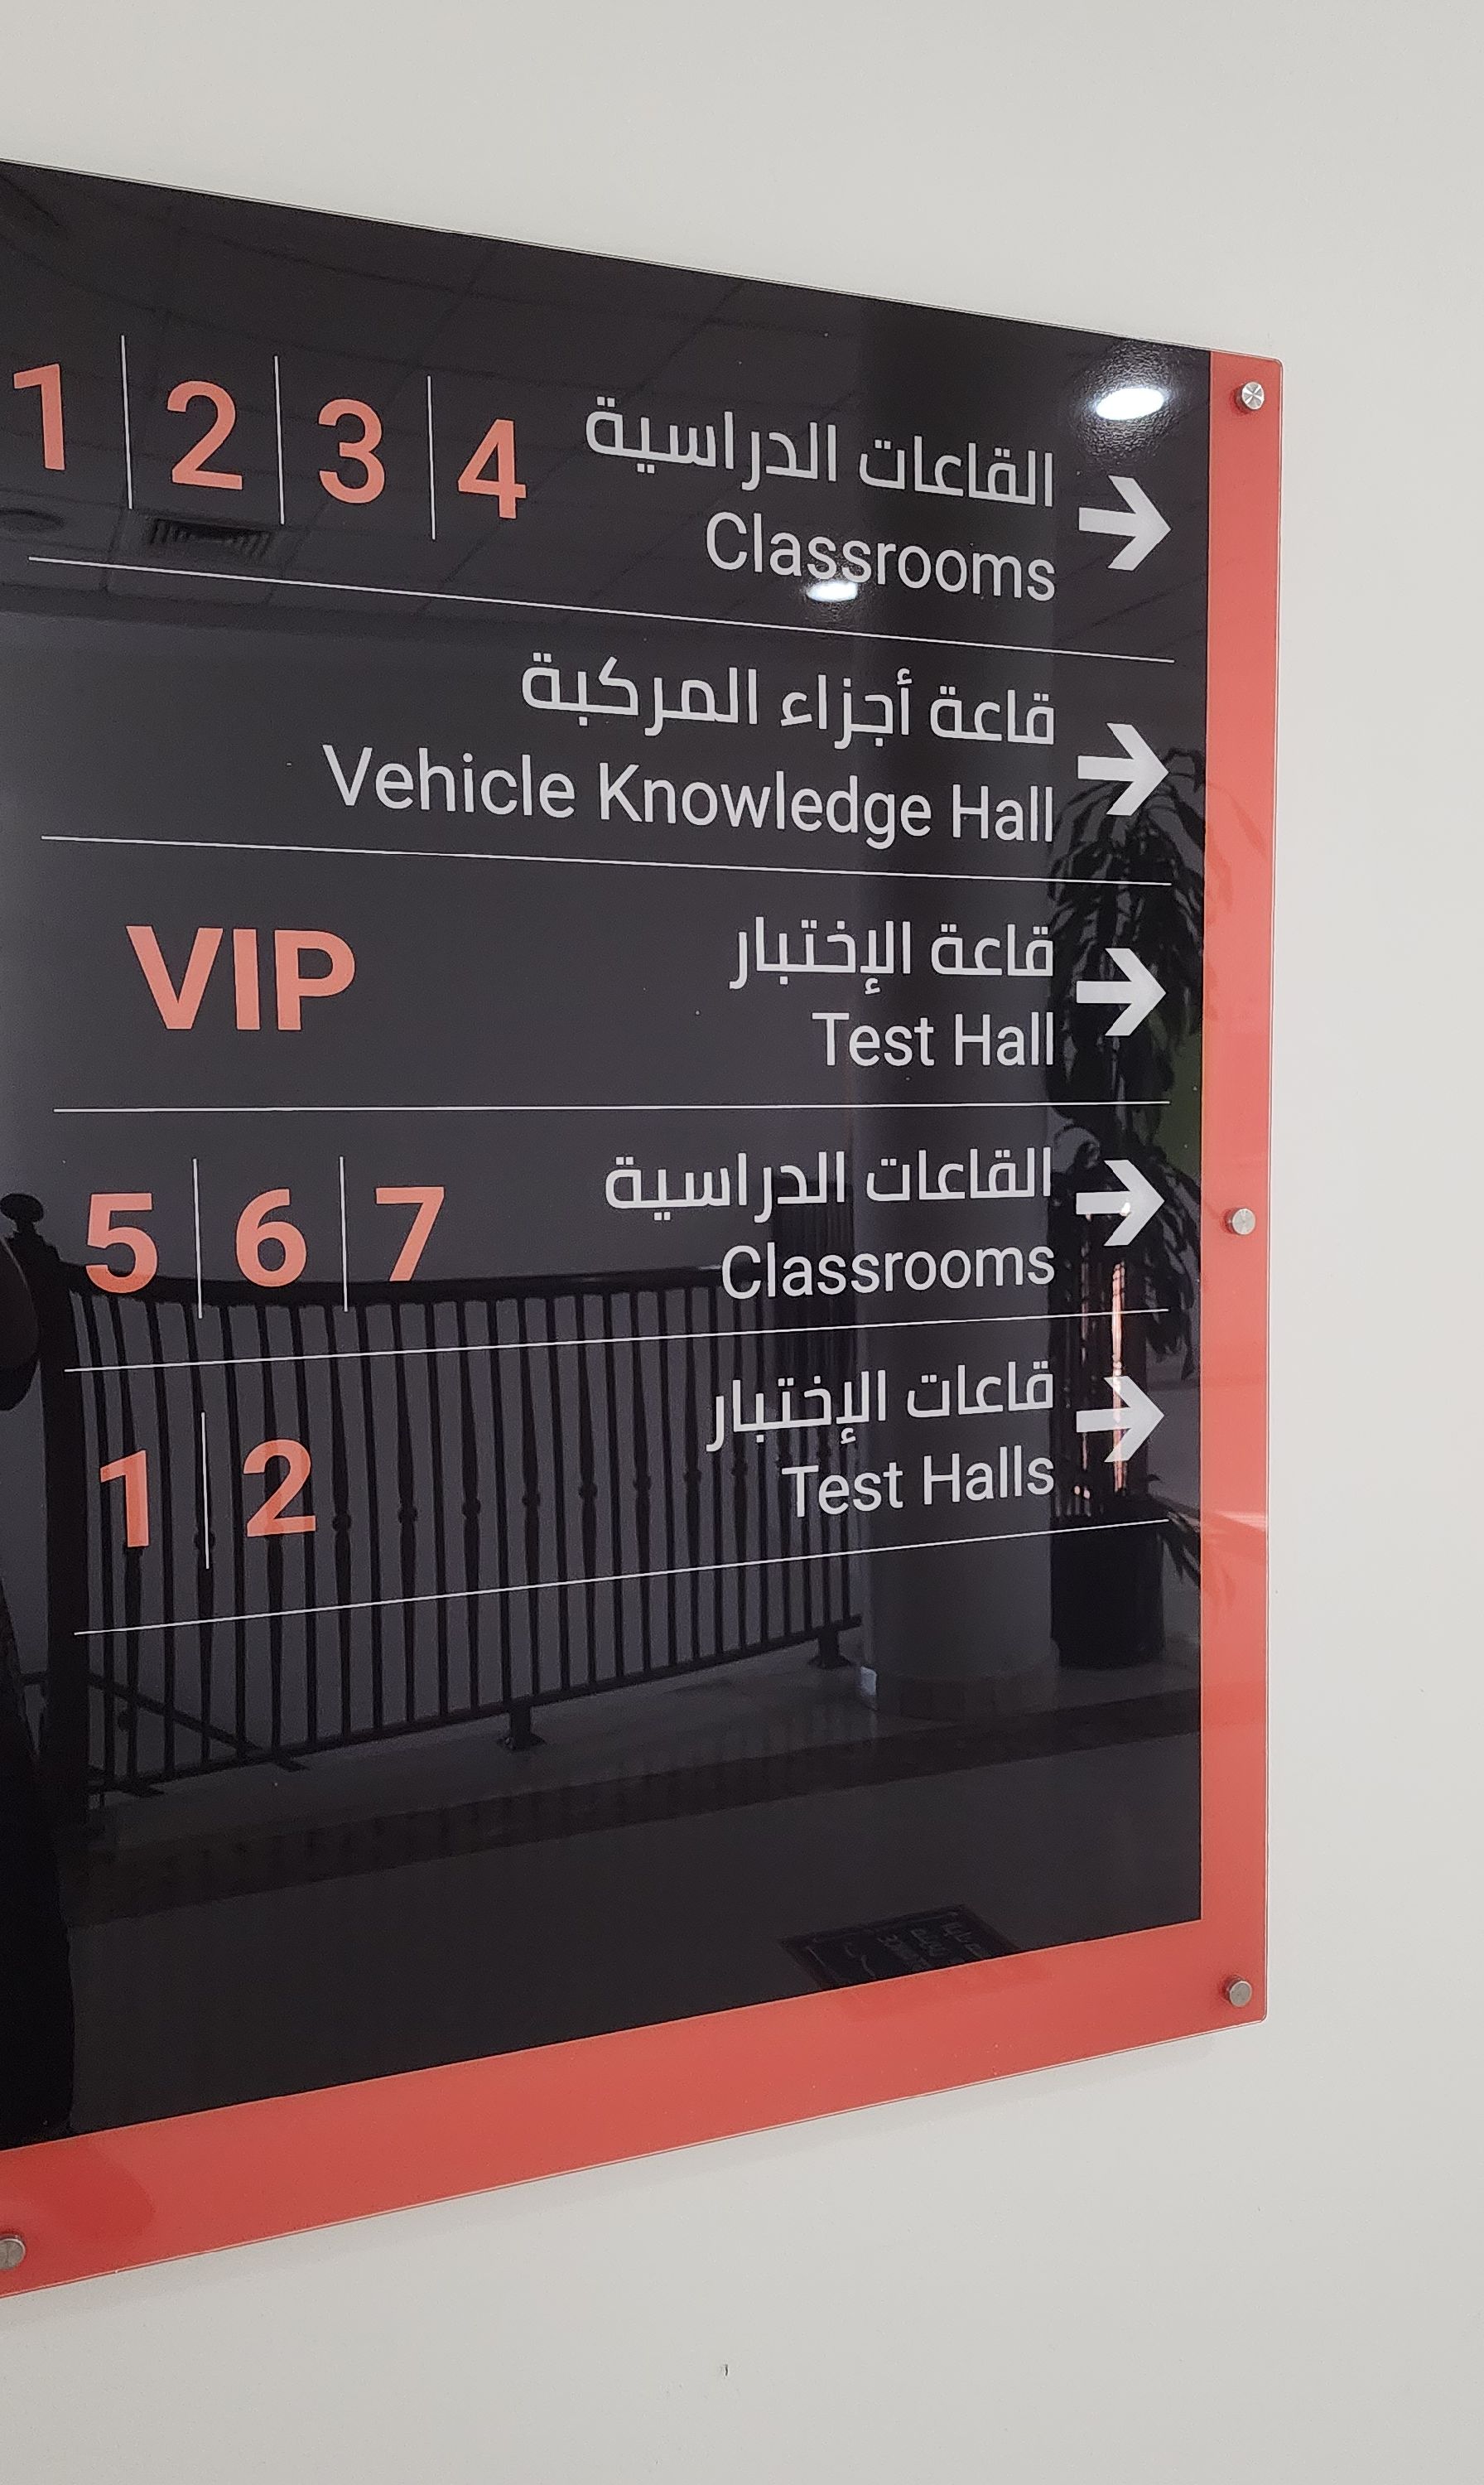 1 | 2 | 3 | 4 القاعات الدراسية
Classrooms
قاعة أجزاء المركبة
Vehicle Knowledge Hall
VIP قاعة الإختبار
Test Hall
5 | 6 | 7 القاعات الدراسية
Classrooms
1 | 2 قاعات الإختبار
Test Halls